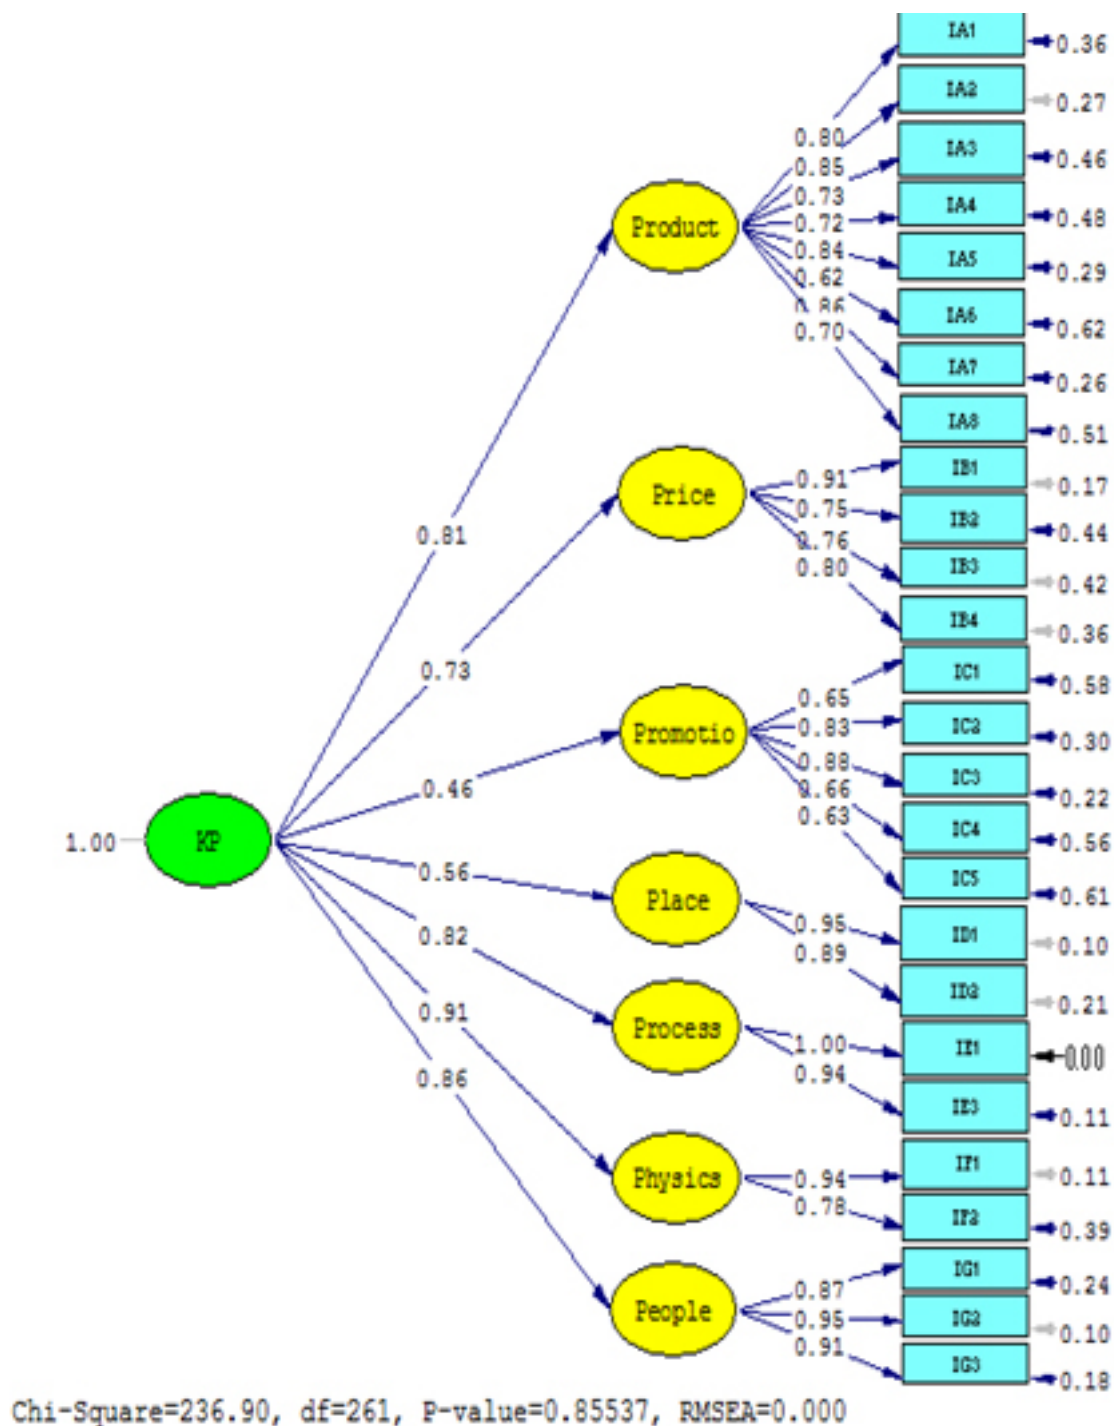 IA1
0.36
IA2
0.27
0.80
IA3
0.46
0.85
0.73
IA4
0.48
Product
0.72
0.84
IA5
0.29
0.62
0.86
IA6
0.62
0.70
IA7
0.26
IA8
0.51
IB1
0.17
Price
0.91
0.75
IB2
0.44
0.81
0.76
IB3
0.42
0.80
IB4
0.36
0.73
IC1
0.58
0.65
Promotio
0.83
IC2
0.30
0.88
IC3
0.22
0.46
0.66
0.63
IC4
0.56
1.00
KP
0.56
IC5
0.61
Place
0.95
ID1
0.10
0.82
0.89
ID2
0.21
0.91
Process
1.00
IE1
0.00
0.86
0.94
IE3
0.11
Physics
0.94
IF1
0.11
0.78
IF2
0.39
0.87
IG1
0.24
People
0.95
IG2
0.10
0.91
IG3
0.18
Chi-Square=236.90, df=261, P-value=0.85537, RMSEA=0.000